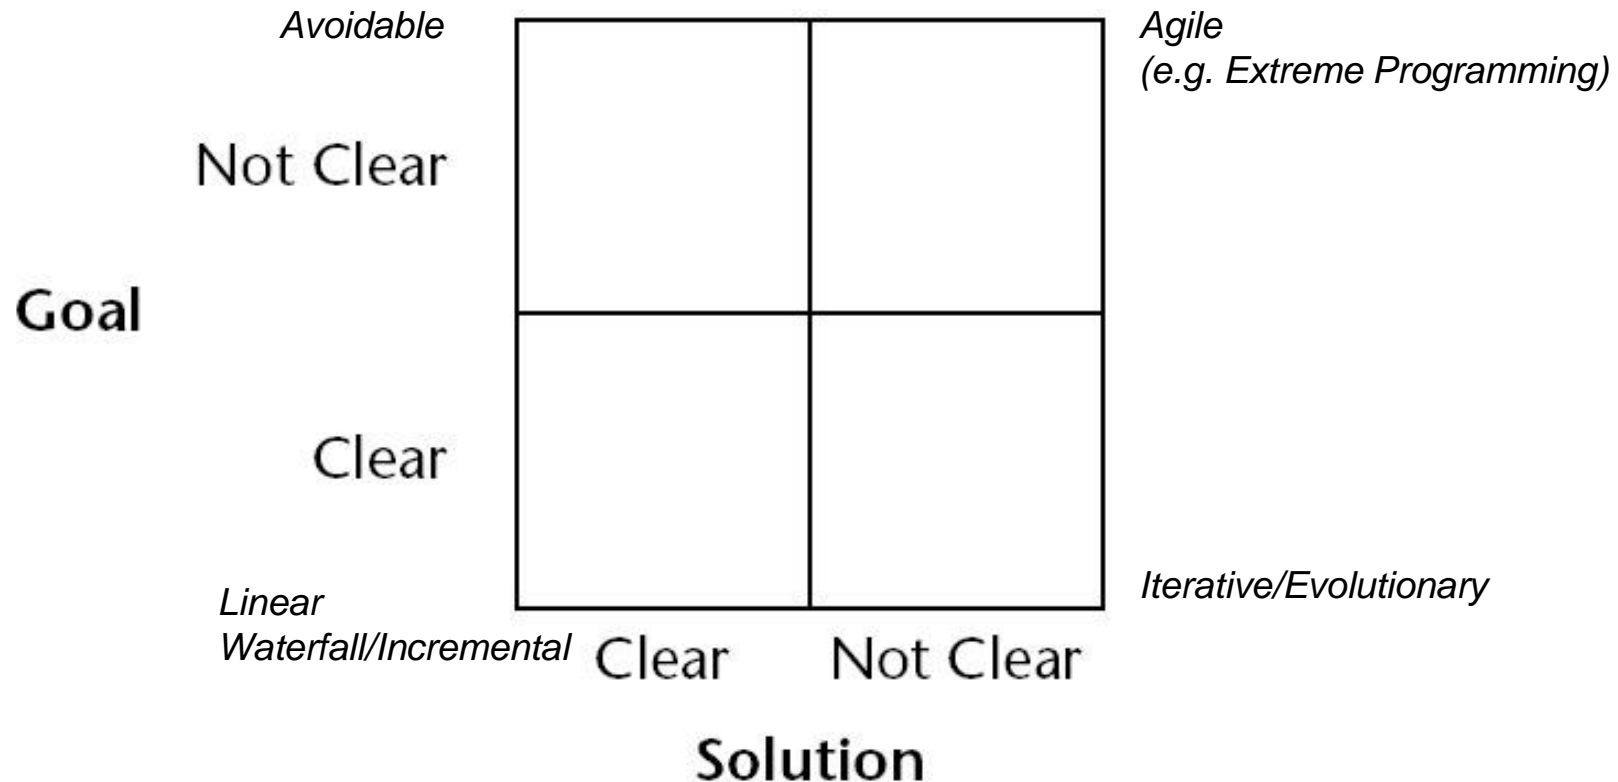 Avoidable
Agile
(e.g. Extreme Programming)
Not Clear
Goal
Clear
Linear
Waterfall/Incremental
Iterative/Evolutionary
Clear
Not Clear
Solution